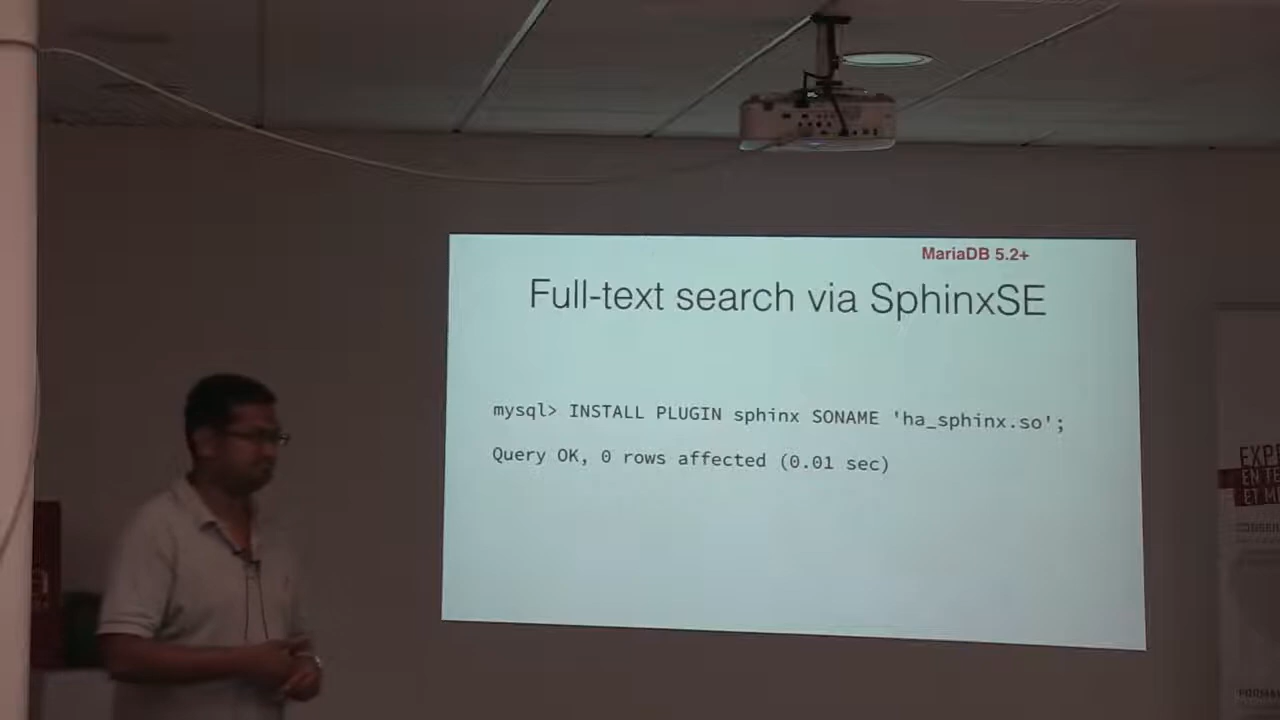 MariaDB 5.2+
Full-text search via SphinxSE
mysql> INSTALL PLUGIN sphinx SONAME 'ha_sphinx.so';
Query OK, 0 rows affected (0.01 sec)
ET